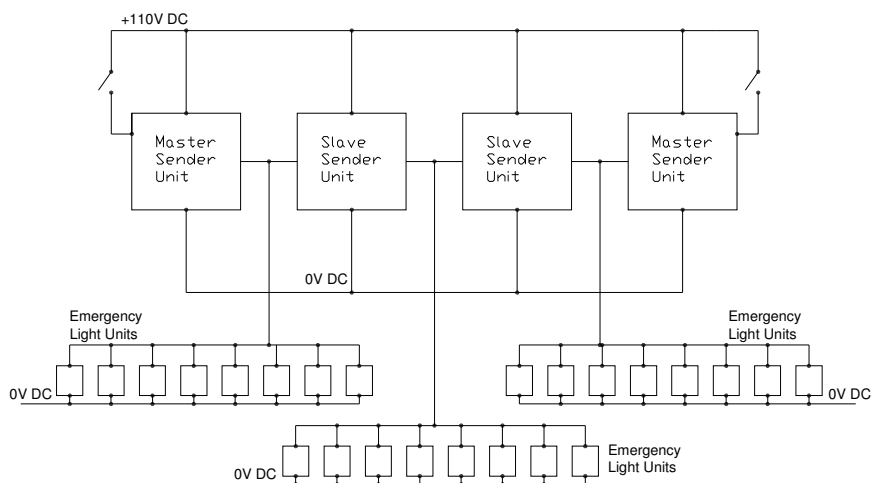 +110V DC
Master
Sender
Unit
Slave
Sender
Unit
Slave
Sender
Unit
Master
Sender
Unit
0V DC
Emergency
Light Units
Emergency
Light Units
0V DC
0V DC
Emergency
Light Units
0V DC